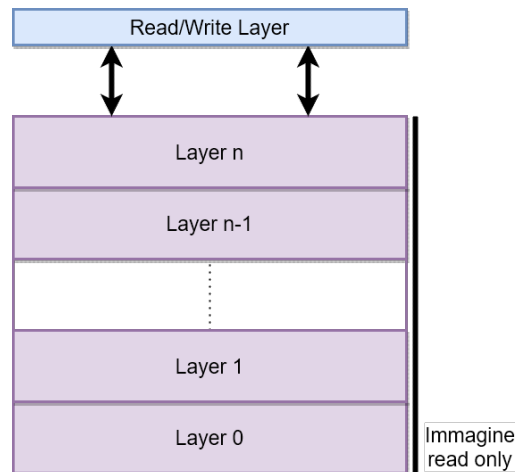 Read/Write Layer
Layer n
Layer n-1
Layer 1
Layer 0
Immagine
read only